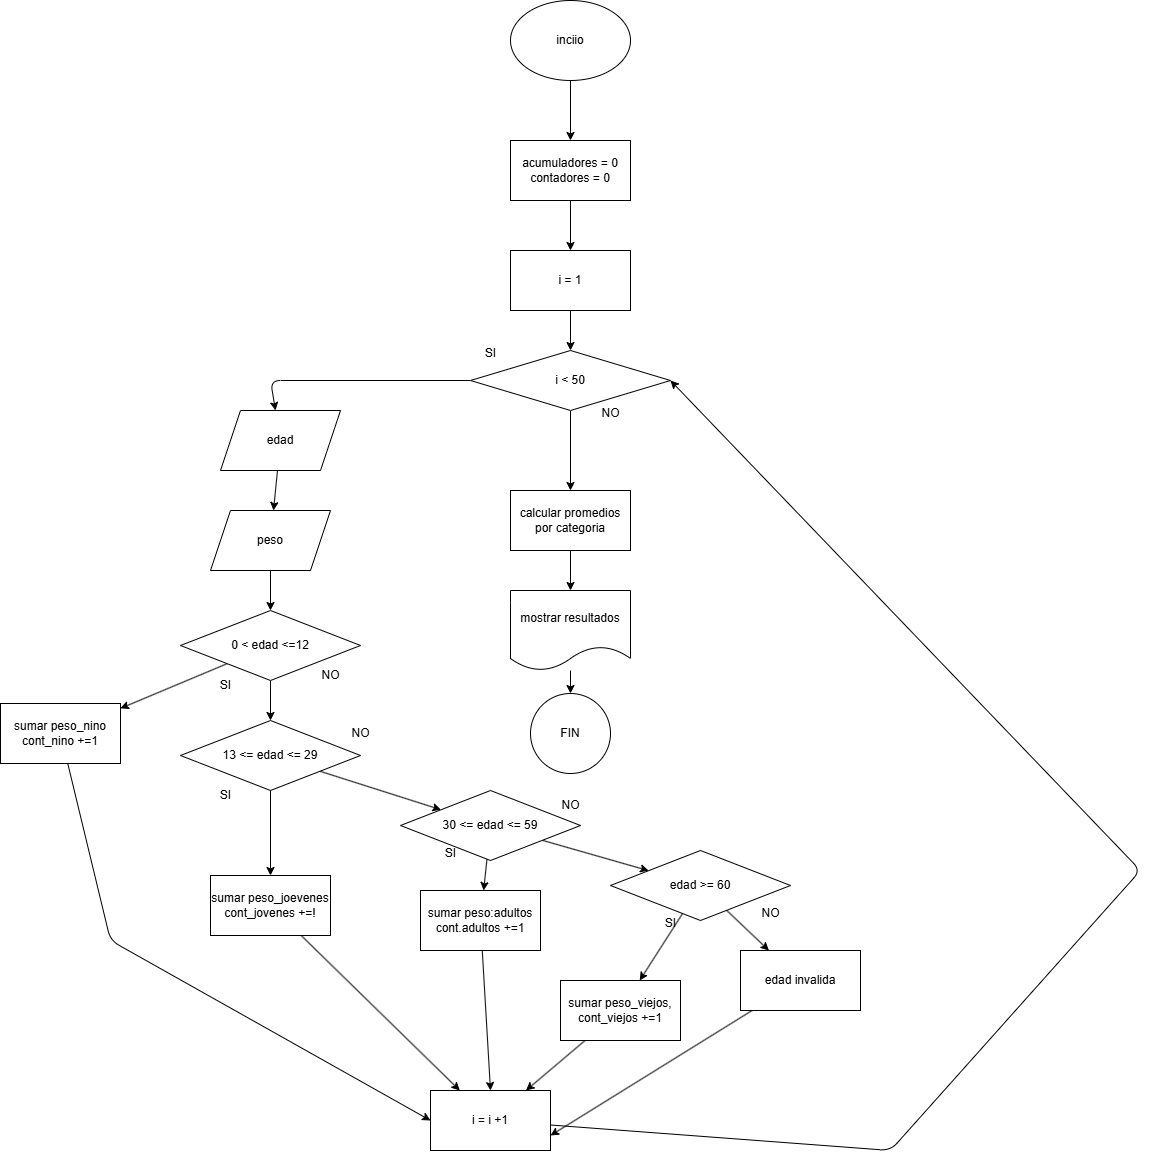 inciio
acumuladores = 0
contadores = 0
i = 1
SI
i < 50
NO
edad
peso
calcular promedios
por categoria
mostrar resultados
FIN
0 < edad <=12
SI
NO
sumar peso_nino
cont_nino +=1
13 <= edad <= 29
NO
SI
sumar peso_joevenes
cont_jovenes +=!
30 <= edad <= 59
NO
SI
sumar peso:adultos
cont.adultos +=1
edad >= 60
SI
NO
sumar peso_viejos,
cont_viejos +=1
edad invalida
i = i +1